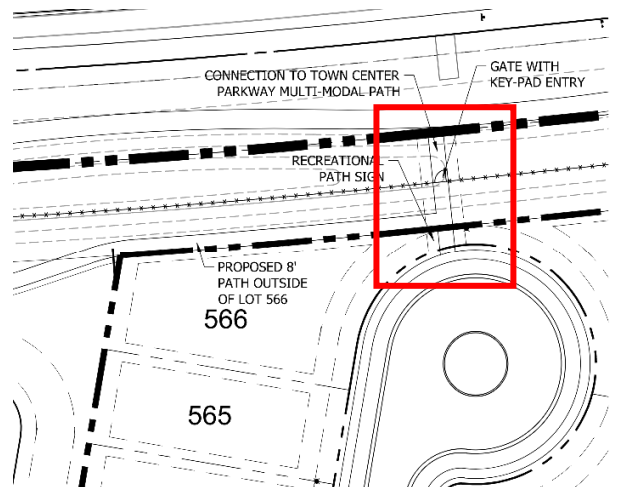 CONNECTION TO TOWN CENTER
PARKWAY MULTI-MODAL PATH
GATE WITH
KEY-PAD ENTRY
RECREATIONAL
PATH SIGN
PROPOSED 8'
PATH OUTSIDE
OF LOT 566
566
565